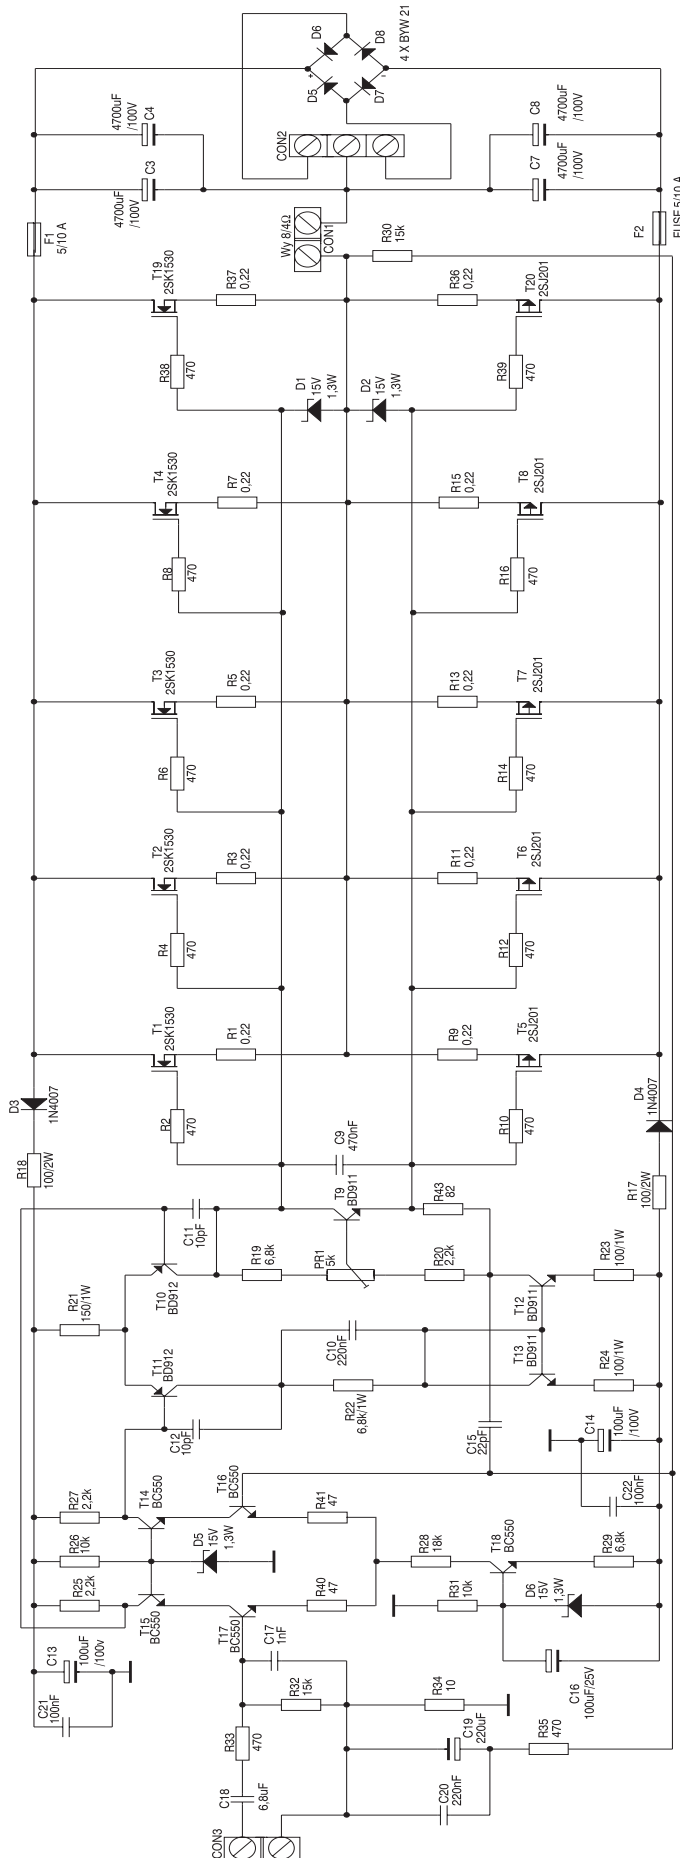 D6
D8
4 X BYW 21
D5
D7
+
-
C4
4700uF
/100V
C3
4700uF
/100V
CON2
C8
4700uF
/100V
C7
4700uF
/100V
F1
5/10 A
Wy 8/4Ω
CON1
R30
15k
F2
FUSE 5/10 A
T19
2SK1530
R37
0,22
R36
0,22
T20
2SJ201
R38
470
D1
15V
1,3W
D2
15V
1,3W
R39
470
T4
2SK1530
R7
0,22
R15
0,22
T8
2SJ201
R8
470
R16
470
T3
2SK1530
R5
0,22
R13
0,22
T7
2SJ201
R6
470
R14
470
T2
2SK1530
R3
0,22
R11
0,22
T6
2SJ201
R4
470
R12
470
T1
2SK1530
R1
0,22
R9
0,22
T5
2SJ201
D3
1N4007
R2
470
C9
470nF
R10
470
D4
1N4007
R18
100/2W
R17
100/2W
C11
10pF
T9
BD911
R43
82
T10
BD912
R19
6,8k
PR1
5k
R20
2,2k
T12
BD911
R23
100/1W
R21
150/1W
T11
BD912
C10
220nF
R22
6,8k/1W
T13
BD911
R24
100/1W
C12
10pF
C15
22pF
C14
100uF
/100V
C22
100nF
R27
2,2k
T14
BC550
T16
BC550
R41
47
R26
10k
D5
15V
1,3W
R28
18k
T18
BC550
R29
6,8k
R25
2,2k
T15
BC550
T17
BC550
R40
47
R31
10k
D6
15V
1,3W
C13
100uF
/100v
C21
100nF
C17
1nF
R32
15k
R34
10
C16
100uF/25V
R33
470
C19
220uF
R35
470
C18
6,8uF
C20
220nF
CON3